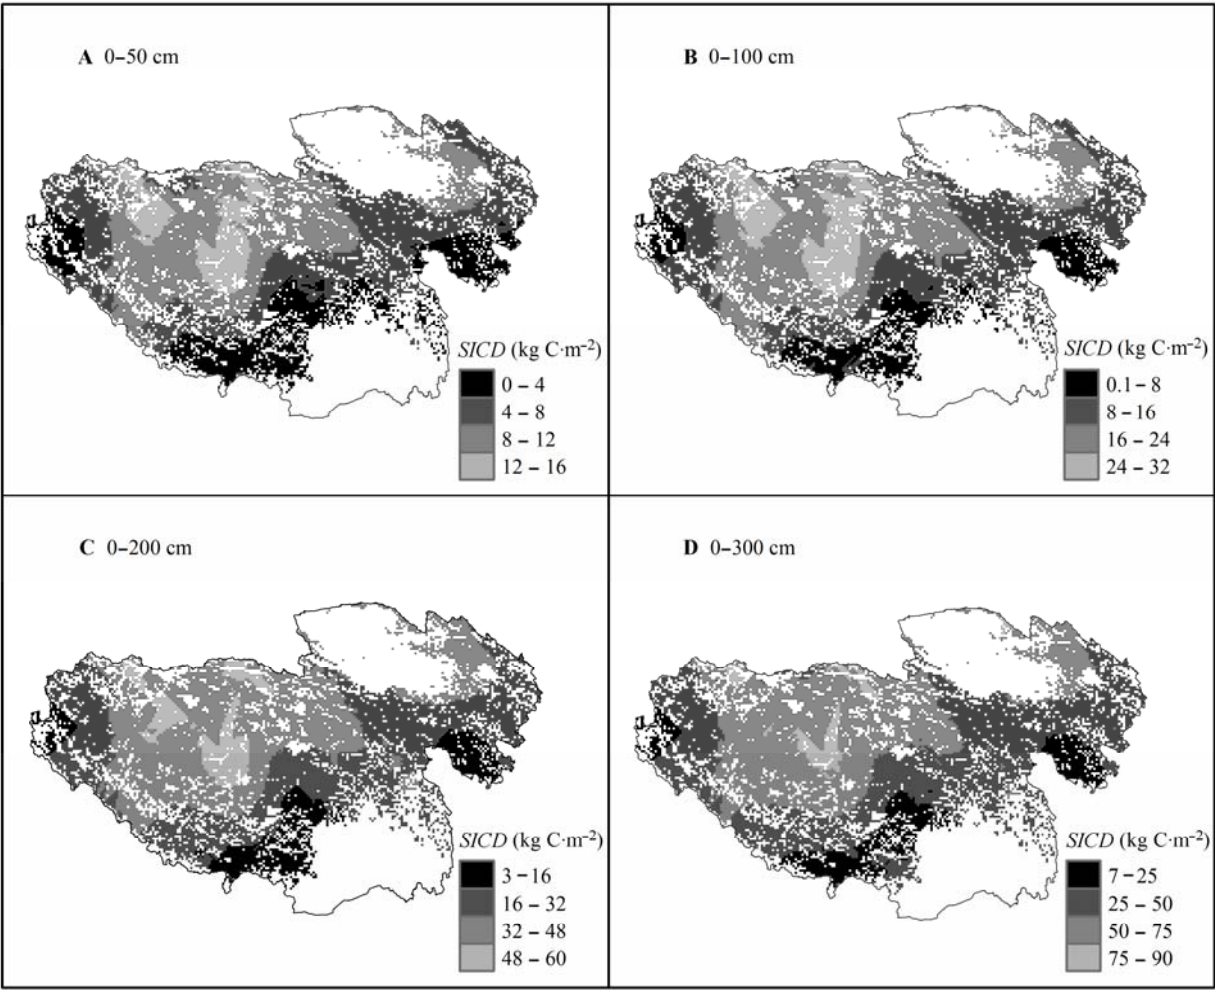 A 0–50 cm
SICD (kg C·m⁻²)
0 – 4
4 – 8
8 – 12
12 – 16
B 0–100 cm
SICD (kg C·m⁻²)
0.1 – 8
8 – 16
16 – 24
24 – 32
C 0–200 cm
SICD (kg C·m⁻²)
3 – 16
16 – 32
32 – 48
48 – 60
D 0–300 cm
SICD (kg C·m⁻²)
7 – 25
25 – 50
50 – 75
75 – 90